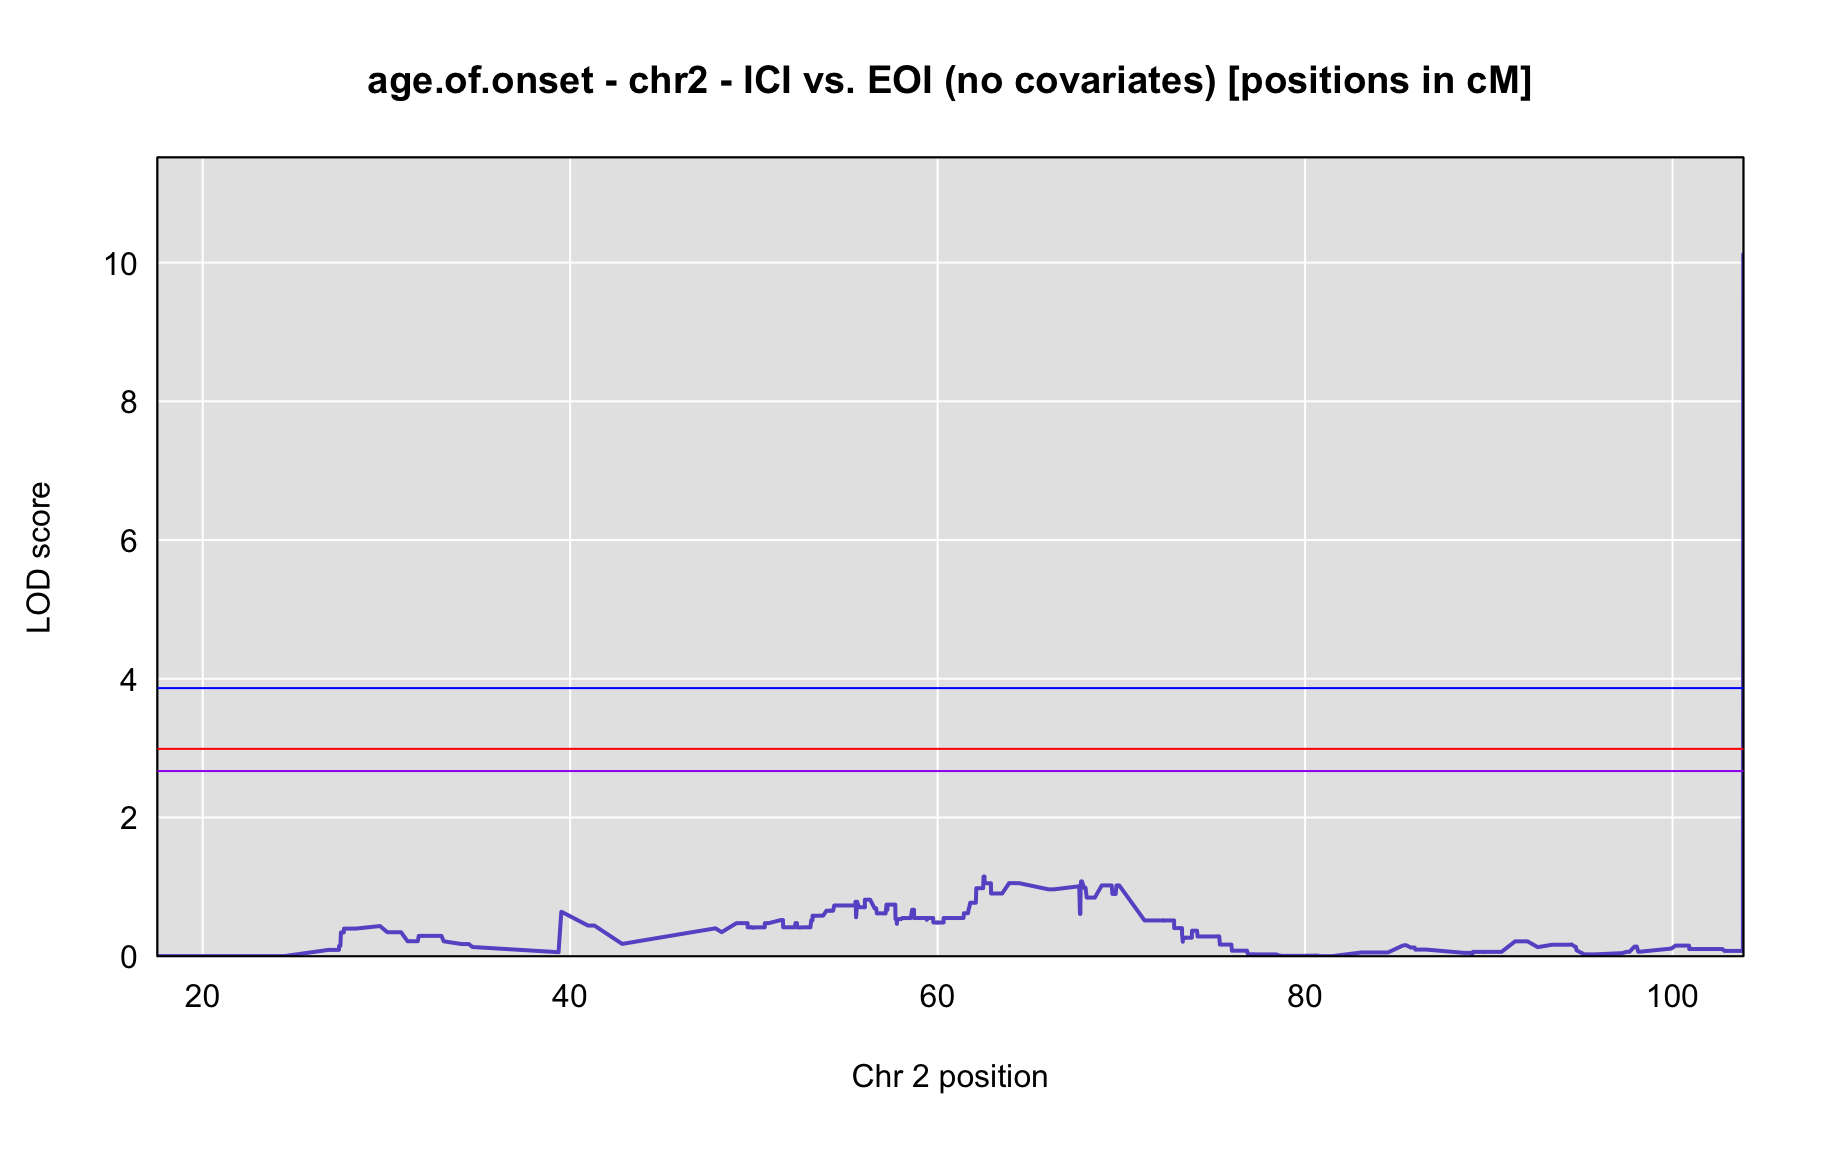 age.of.onset - chr2 - ICI vs. EOI (no covariates) [positions in cM]
10
8
6
4
2
0
LOD score
20 40 60 80 100
Chr 2 position